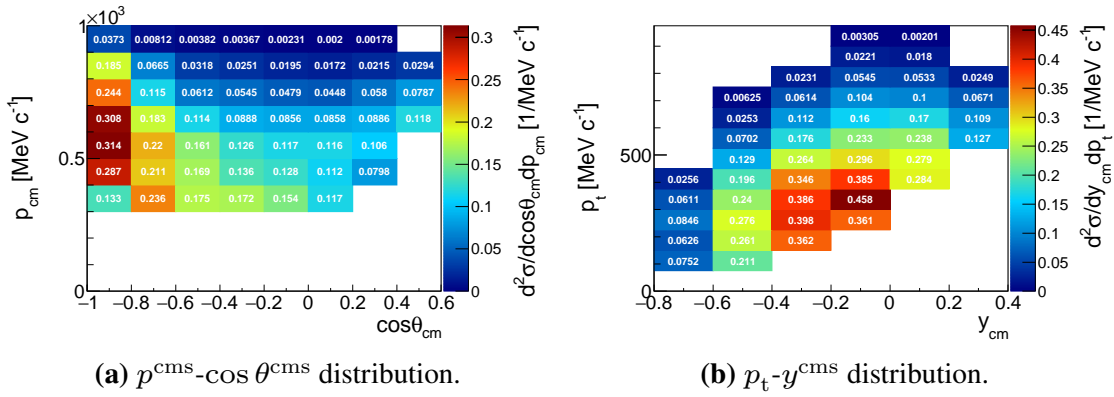 ×10³
p_cm [MeV c⁻¹]
1
0.5
0
0.0373 0.00812 0.00382 0.00367 0.00231 0.002 0.00178
0.185 0.0665 0.0318 0.0251 0.0195 0.0172 0.0215 0.0294
0.244 0.115 0.0612 0.0545 0.0479 0.0448 0.058 0.0787
0.308 0.183 0.114 0.0888 0.0856 0.0858 0.0886 0.118
0.314 0.22 0.161 0.126 0.117 0.116 0.106
0.287 0.211 0.169 0.136 0.128 0.112 0.0798
0.133 0.236 0.175 0.172 0.154 0.117
−1 −0.8 −0.6 −0.4 −0.2 0 0.2 0.4 0.6
cosθ_cm
0.3
0.25
0.2
0.15
0.1
0.05
0
d²σ/dcosθ_cm dp_cm [1/MeV c⁻¹]
(a) p^cms-cos θ^cms distribution.
p_t [MeV c⁻¹]
500
0
0.00305 0.00201
0.0221 0.018
0.0231 0.0545 0.0533 0.0249
0.00625 0.0614 0.104 0.1 0.0671
0.0253 0.112 0.16 0.17 0.109
0.0702 0.176 0.233 0.238 0.127
0.129 0.264 0.296 0.279
0.0256 0.196 0.346 0.385 0.284
0.0611 0.24 0.386 0.458
0.0846 0.276 0.398 0.361
0.0626 0.261 0.362
0.0752 0.211
−0.8 −0.6 −0.4 −0.2 0 0.2 0.4
y_cm
0.45
0.4
0.35
0.3
0.25
0.2
0.15
0.1
0.05
0
d²σ/dy_cm dp_t [1/MeV c⁻¹]
(b) p_t-y^cms distribution.